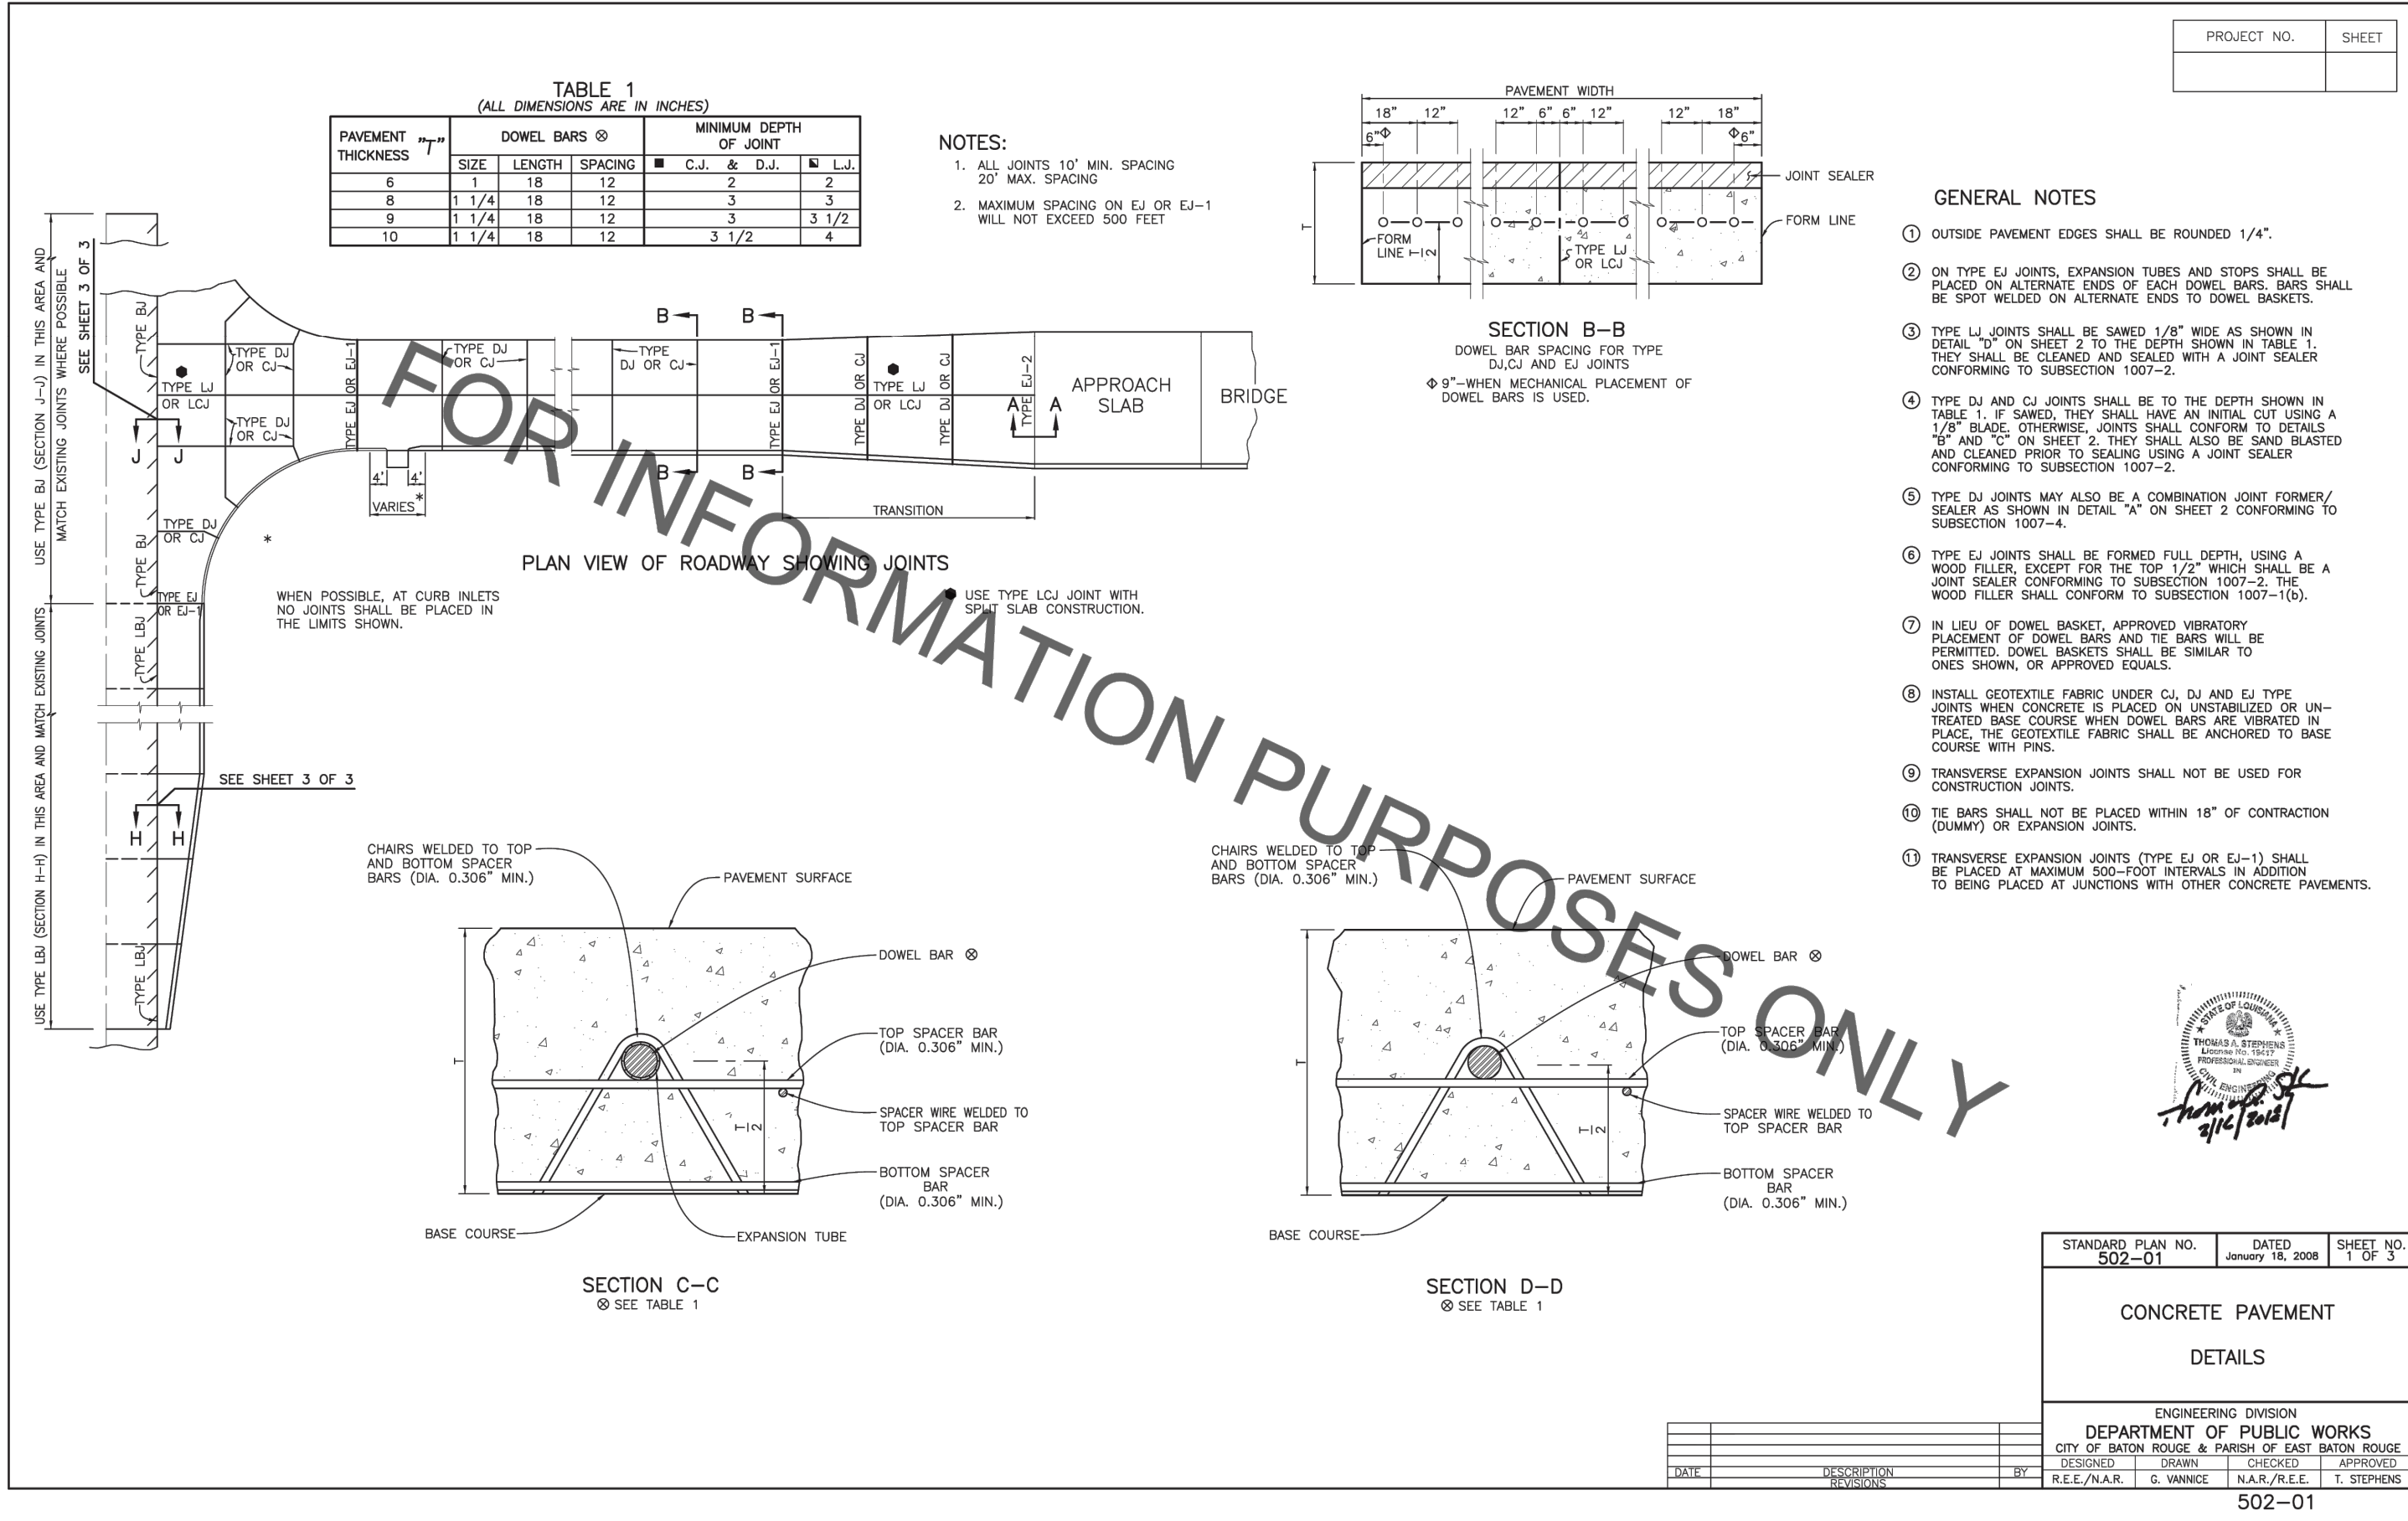 PROJECT NO. SHEET
TABLE 1
(ALL DIMENSIONS ARE IN INCHES)
PAVEMENT THICKNESS "T" DOWEL BARS ⊗ MINIMUM DEPTH OF JOINT
SIZE LENGTH SPACING ■ C.J. & D.J. ◩ L.J.
6 1 18 12 2 2
8 1 1/4 18 12 3 3
9 1 1/4 18 12 3 3 1/2
10 1 1/4 18 12 3 1/2 4
NOTES:
1. ALL JOINTS 10' MIN. SPACING
20' MAX. SPACING
2. MAXIMUM SPACING ON EJ OR EJ-1
WILL NOT EXCEED 500 FEET
PAVEMENT WIDTH
18" 12" 12" 6" 6" 12" 12" 18"
6"⌽ ⌽6"
JOINT SEALER
FORM LINE
FORM
LINE
T
T/2
TYPE LJ
OR LCJ
SECTION B-B
DOWEL BAR SPACING FOR TYPE
DJ,CJ AND EJ JOINTS
⌽ 9"-WHEN MECHANICAL PLACEMENT OF
DOWEL BARS IS USED.
GENERAL NOTES
① OUTSIDE PAVEMENT EDGES SHALL BE ROUNDED 1/4".
② ON TYPE EJ JOINTS, EXPANSION TUBES AND STOPS SHALL BE
PLACED ON ALTERNATE ENDS OF EACH DOWEL BARS. BARS SHALL
BE SPOT WELDED ON ALTERNATE ENDS TO DOWEL BASKETS.
③ TYPE LJ JOINTS SHALL BE SAWED 1/8" WIDE AS SHOWN IN
DETAIL "D" ON SHEET 2 TO THE DEPTH SHOWN IN TABLE 1.
THEY SHALL BE CLEANED AND SEALED WITH A JOINT SEALER
CONFORMING TO SUBSECTION 1007-2.
④ TYPE DJ AND CJ JOINTS SHALL BE TO THE DEPTH SHOWN IN
TABLE 1. IF SAWED, THEY SHALL HAVE AN INITIAL CUT USING A
1/8" BLADE. OTHERWISE, JOINTS SHALL CONFORM TO DETAILS
"B" AND "C" ON SHEET 2. THEY SHALL ALSO BE SAND BLASTED
AND CLEANED PRIOR TO SEALING USING A JOINT SEALER
CONFORMING TO SUBSECTION 1007-2.
⑤ TYPE DJ JOINTS MAY ALSO BE A COMBINATION JOINT FORMER/
SEALER AS SHOWN IN DETAIL "A" ON SHEET 2 CONFORMING TO
SUBSECTION 1007-4.
⑥ TYPE EJ JOINTS SHALL BE FORMED FULL DEPTH, USING A
WOOD FILLER, EXCEPT FOR THE TOP 1/2" WHICH SHALL BE A
JOINT SEALER CONFORMING TO SUBSECTION 1007-2. THE
WOOD FILLER SHALL CONFORM TO SUBSECTION 1007-1(b).
⑦ IN LIEU OF DOWEL BASKET, APPROVED VIBRATORY
PLACEMENT OF DOWEL BARS AND TIE BARS WILL BE
PERMITTED. DOWEL BASKETS SHALL BE SIMILAR TO
ONES SHOWN, OR APPROVED EQUALS.
⑧ INSTALL GEOTEXTILE FABRIC UNDER CJ, DJ AND EJ TYPE
JOINTS WHEN CONCRETE IS PLACED ON UNSTABILIZED OR UN-
TREATED BASE COURSE WHEN DOWEL BARS ARE VIBRATED IN
PLACE, THE GEOTEXTILE FABRIC SHALL BE ANCHORED TO BASE
COURSE WITH PINS.
⑨ TRANSVERSE EXPANSION JOINTS SHALL NOT BE USED FOR
CONSTRUCTION JOINTS.
⑩ TIE BARS SHALL NOT BE PLACED WITHIN 18" OF CONTRACTION
(DUMMY) OR EXPANSION JOINTS.
⑪ TRANSVERSE EXPANSION JOINTS (TYPE EJ OR EJ-1) SHALL
BE PLACED AT MAXIMUM 500-FOOT INTERVALS IN ADDITION
TO BEING PLACED AT JUNCTIONS WITH OTHER CONCRETE PAVEMENTS.
USE TYPE BJ (SECTION J-J) IN THIS AREA AND
MATCH EXISTING JOINTS WHERE POSSIBLE
SEE SHEET 3 OF 3
USE TYPE LBJ (SECTION H-H) IN THIS AREA AND MATCH EXISTING JOINTS
TYPE BJ
TYPE LJ
OR LCJ
TYPE DJ
OR CJ
TYPE DJ
OR CJ
J J
TYPE DJ
OR CJ
TYPE BJ
TYPE EJ
OR EJ-1
TYPE LBJ
SEE SHEET 3 OF 3
H H
TYPE LBJ
*
TYPE EJ OR EJ-1
TYPE DJ
OR CJ
4' 4'
VARIES*
TYPE
DJ OR CJ
B B
B B
TYPE EJ OR EJ-1
TYPE DJ OR CJ
TYPE LJ
OR LCJ
TYPE DJ OR CJ
TYPE EJ-2
A A
APPROACH
SLAB
BRIDGE
TRANSITION
PLAN VIEW OF ROADWAY SHOWING JOINTS
WHEN POSSIBLE, AT CURB INLETS
NO JOINTS SHALL BE PLACED IN
THE LIMITS SHOWN.
USE TYPE LCJ JOINT WITH
SPLIT SLAB CONSTRUCTION.
FOR INFORMATION PURPOSES ONLY
CHAIRS WELDED TO TOP
AND BOTTOM SPACER
BARS (DIA. 0.306" MIN.)
PAVEMENT SURFACE
DOWEL BAR ⊗
TOP SPACER BAR
(DIA. 0.306" MIN.)
SPACER WIRE WELDED TO
TOP SPACER BAR
BOTTOM SPACER
BAR
(DIA. 0.306" MIN.)
T
T/2
BASE COURSE
EXPANSION TUBE
SECTION C-C
⊗ SEE TABLE 1
CHAIRS WELDED TO TOP
AND BOTTOM SPACER
BARS (DIA. 0.306" MIN.)
PAVEMENT SURFACE
DOWEL BAR ⊗
TOP SPACER BAR
(DIA. 0.306" MIN.)
SPACER WIRE WELDED TO
TOP SPACER BAR
BOTTOM SPACER
BAR
(DIA. 0.306" MIN.)
T
T/2
BASE COURSE
SECTION D-D
⊗ SEE TABLE 1
STATE OF LOUISIANA
THOMAS A. STEPHENS
License No. 19417
PROFESSIONAL ENGINEER
IN
CIVIL ENGINEERING
STANDARD PLAN NO. DATED SHEET NO.
502-01 January 18, 2008 1 OF 3
CONCRETE PAVEMENT
DETAILS
ENGINEERING DIVISION
DEPARTMENT OF PUBLIC WORKS
CITY OF BATON ROUGE & PARISH OF EAST BATON ROUGE
DESIGNED DRAWN CHECKED APPROVED
R.E.E./N.A.R. G. VANNICE N.A.R./R.E.E. T. STEPHENS
DATE DESCRIPTION BY
REVISIONS
502-01